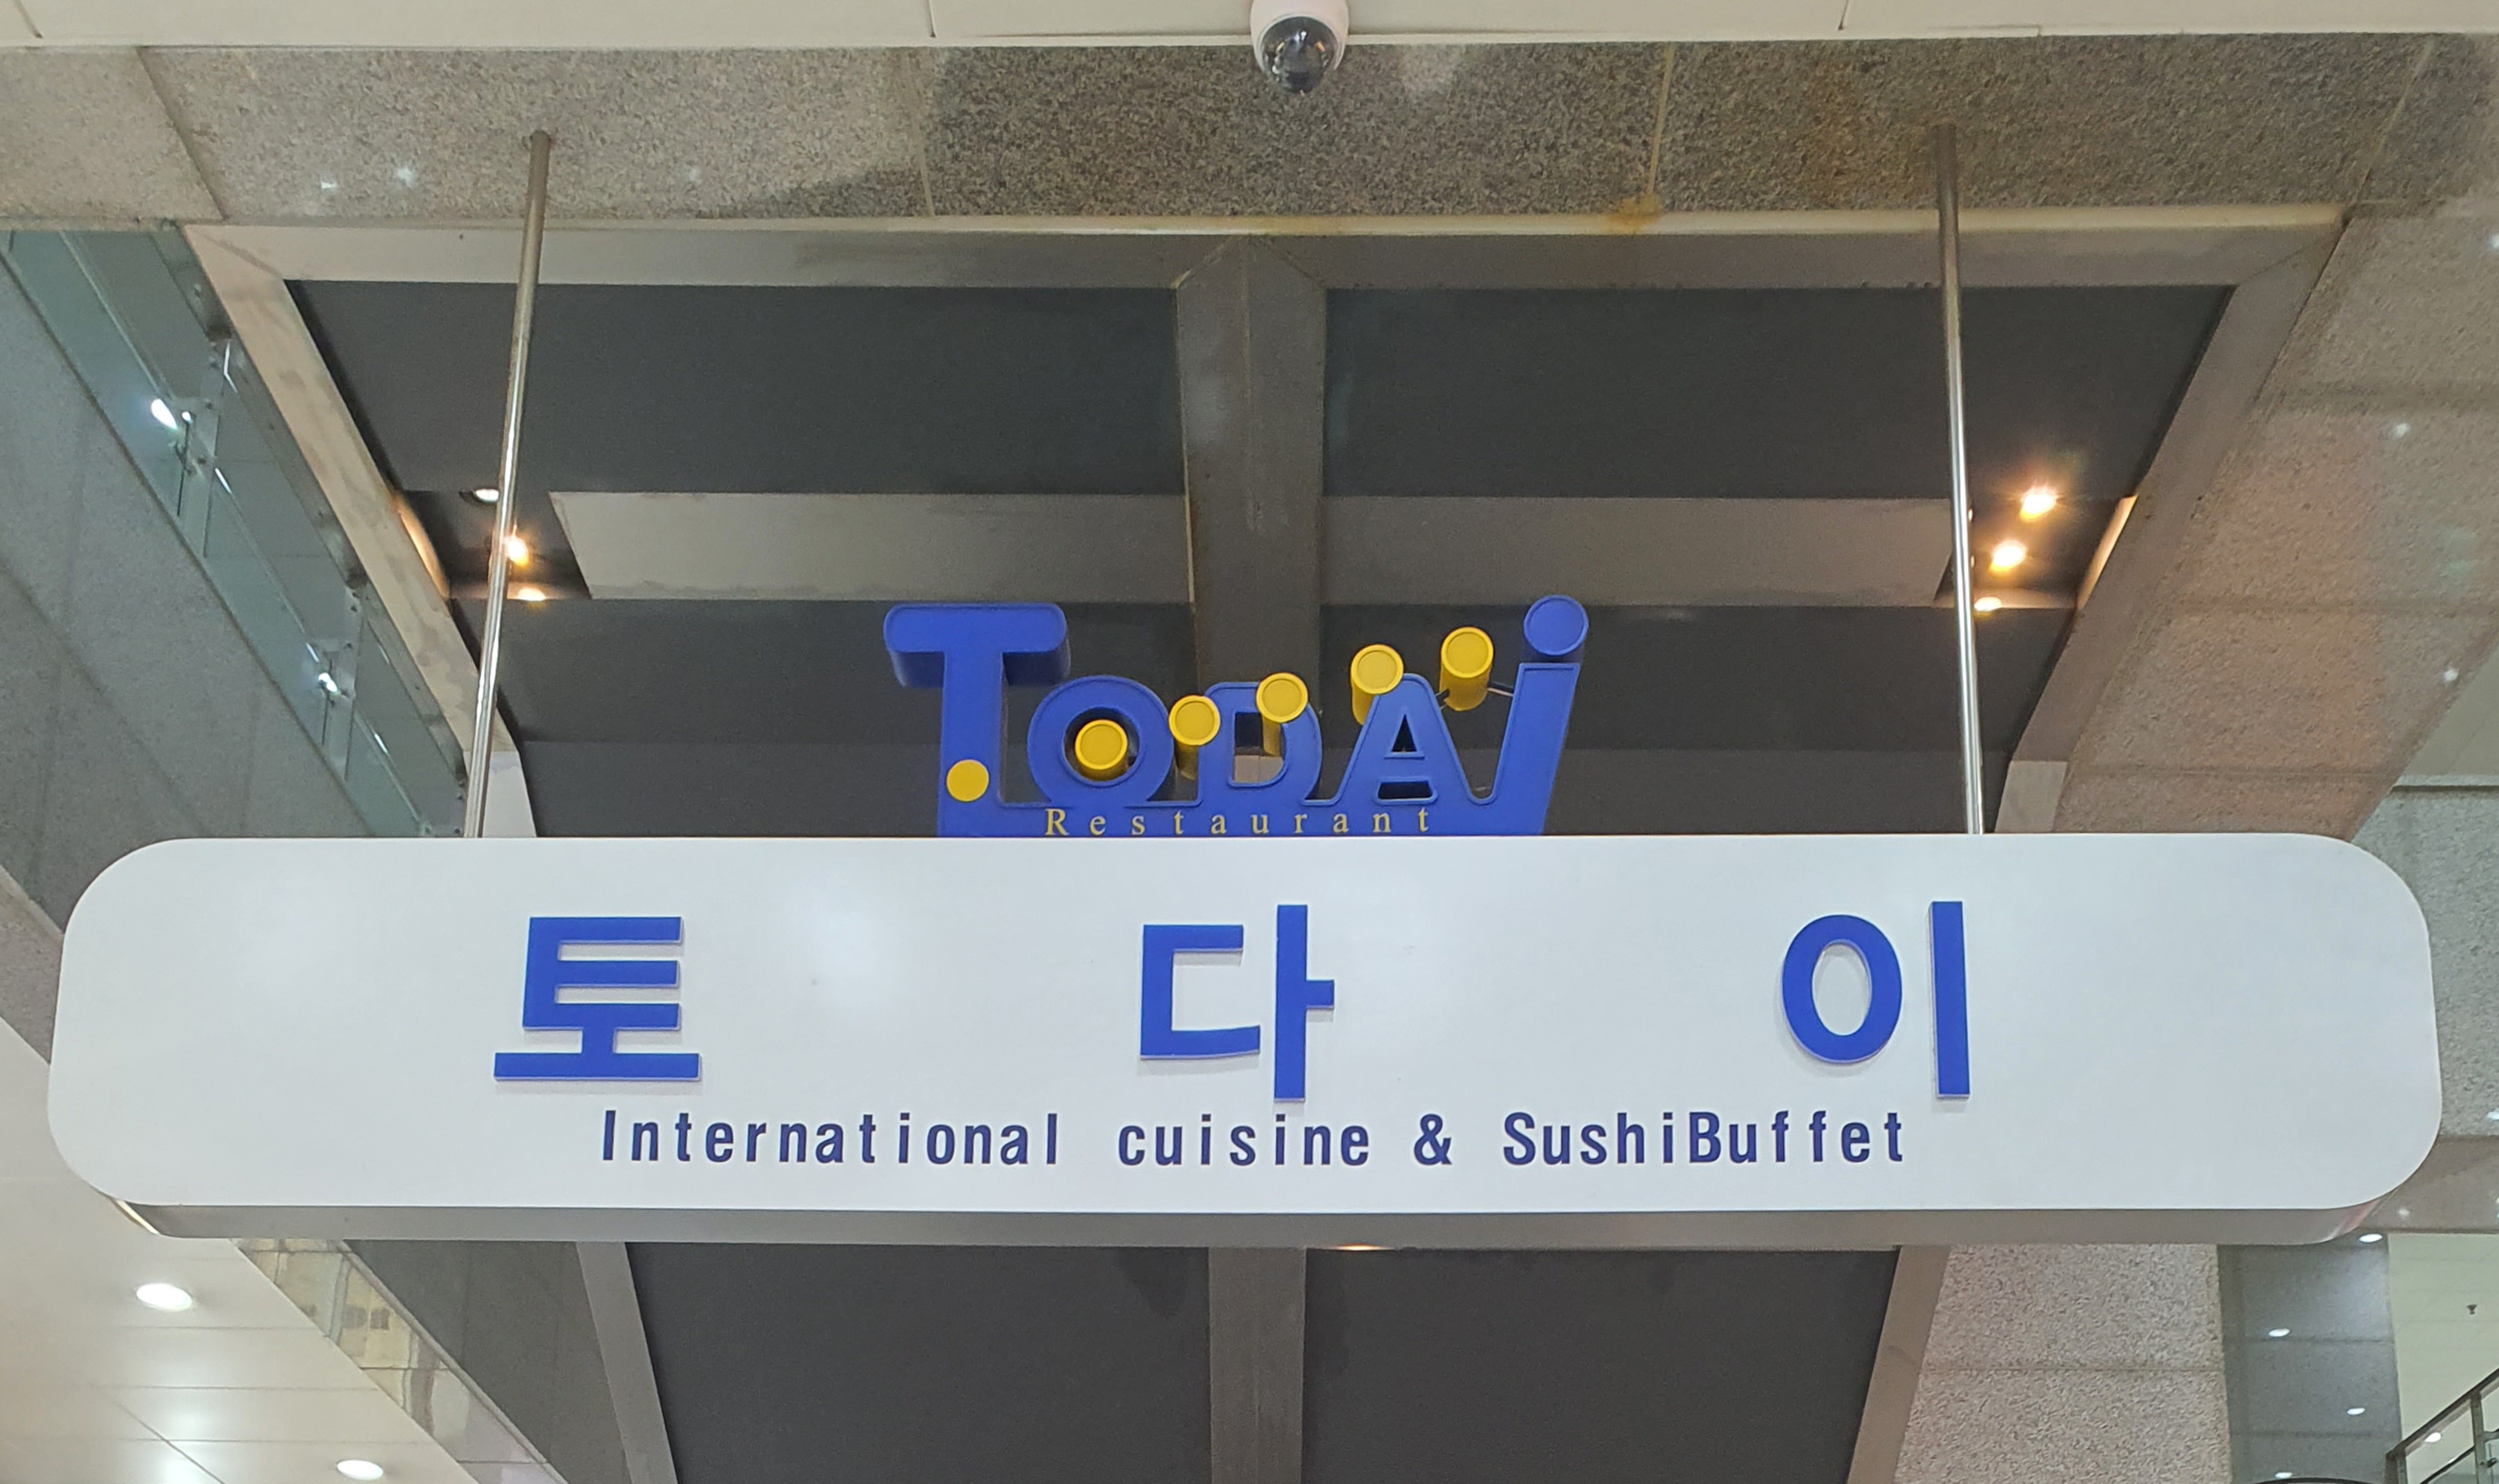 TODAI
Restaurant
토다이
International cuisine & SushiBuffet